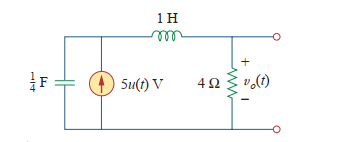 1 H
1/4 F
5u(t) V
4 Ω
+
v_o(t)
−